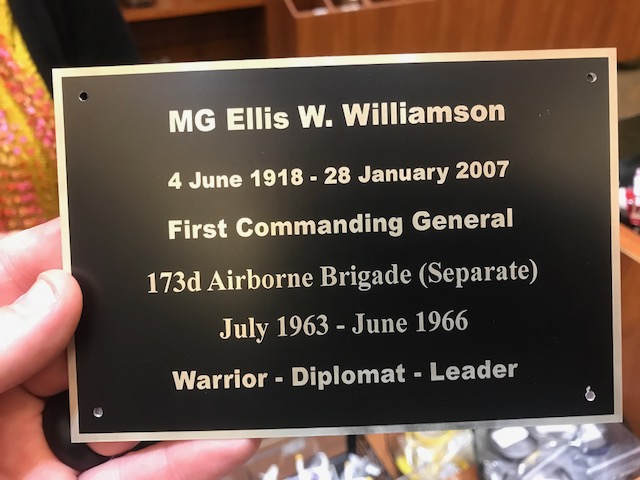 MG Ellis W. Williamson
4 June 1918 - 28 January 2007
First Commanding General
173d Airborne Brigade (Separate)
July 1963 - June 1966
Warrior - Diplomat - Leader